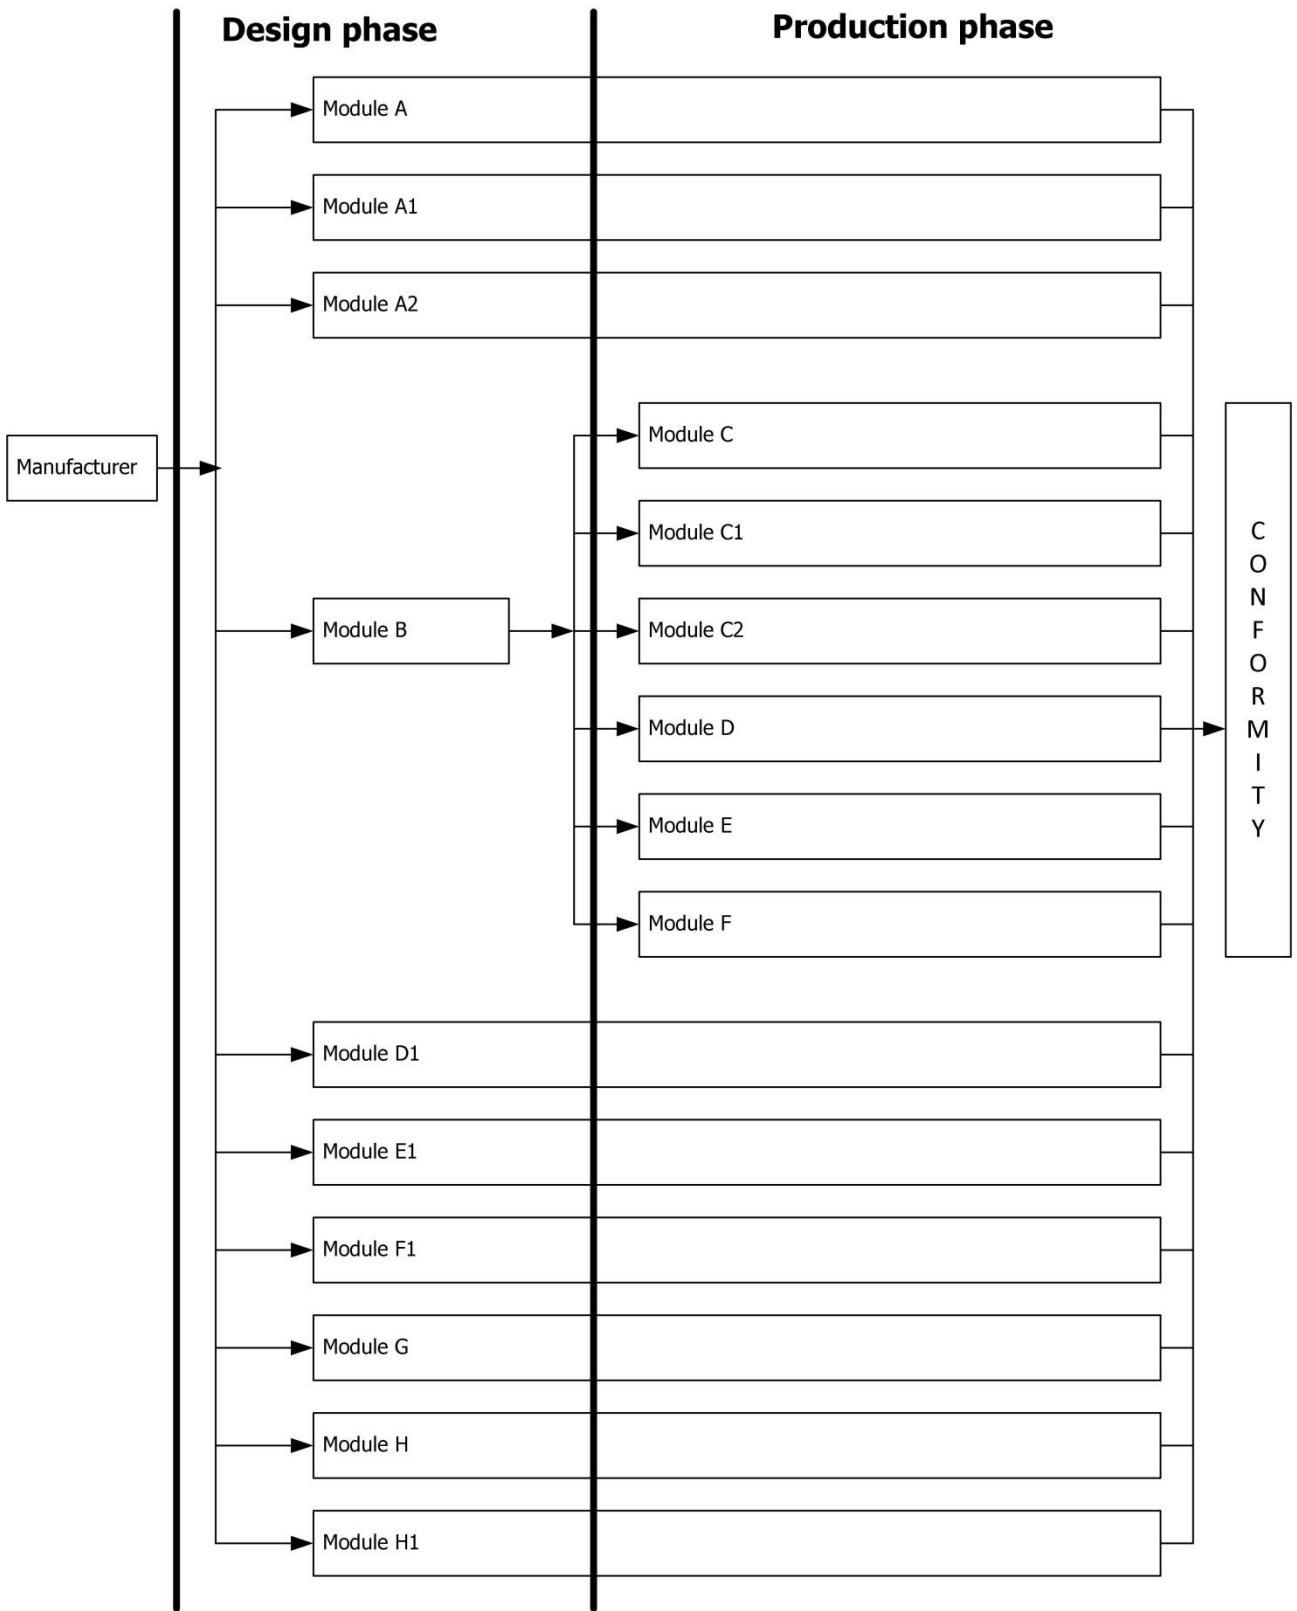 Design phase
Production phase
Module A
Module A1
Module A2
Manufacturer
Module C
Module C1
Module B
Module C2
Module D
Module E
Module F
CONFORMITY
Module D1
Module E1
Module F1
Module G
Module H
Module H1